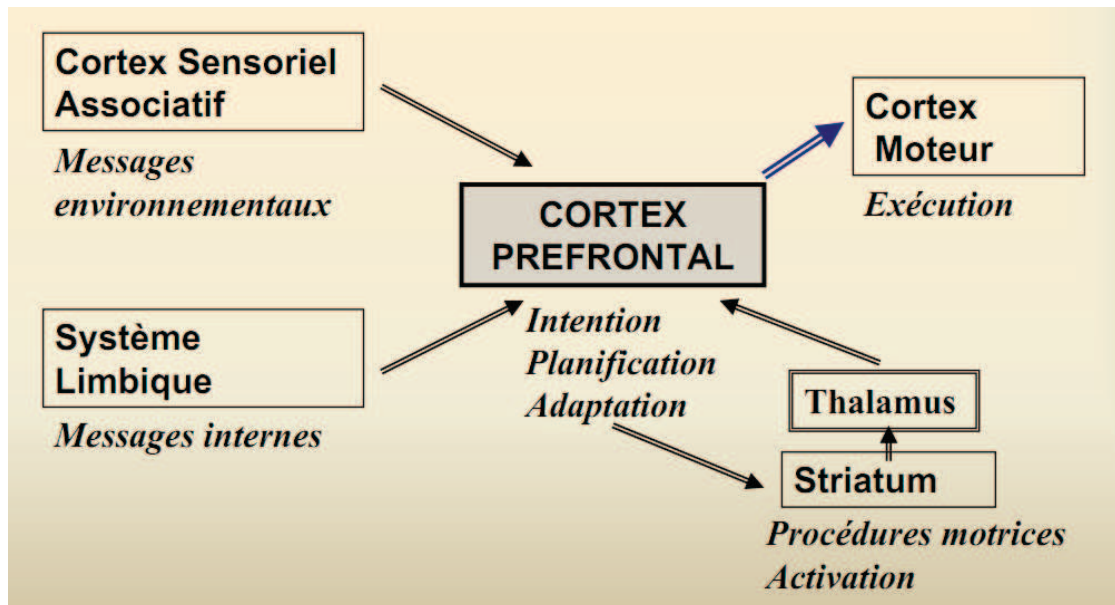 Cortex Sensoriel
Associatif
Messages
environnementaux
Cortex
Moteur
Exécution
CORTEX
PREFRONTAL
Intention
Planification
Adaptation
Système
Limbique
Messages internes
Thalamus
Striatum
Procédures motrices
Activation